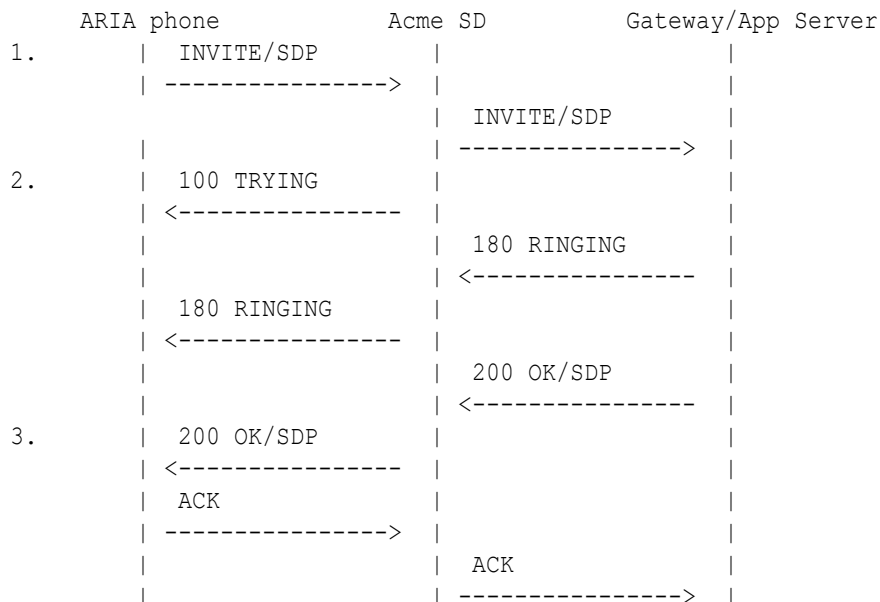 ARIA phone Acme SD Gateway/App Server
1. | INVITE/SDP | |
| ----------------> | |
| INVITE/SDP |
| | ----------------> |
2. | 100 TRYING | |
| <---------------- | |
| | 180 RINGING |
| | <---------------- |
| 180 RINGING | |
| <---------------- | |
| | 200 OK/SDP |
| | <---------------- |
3. | 200 OK/SDP | |
| <---------------- | |
| ACK | |
| ----------------> | |
| | ACK |
| | ----------------> |